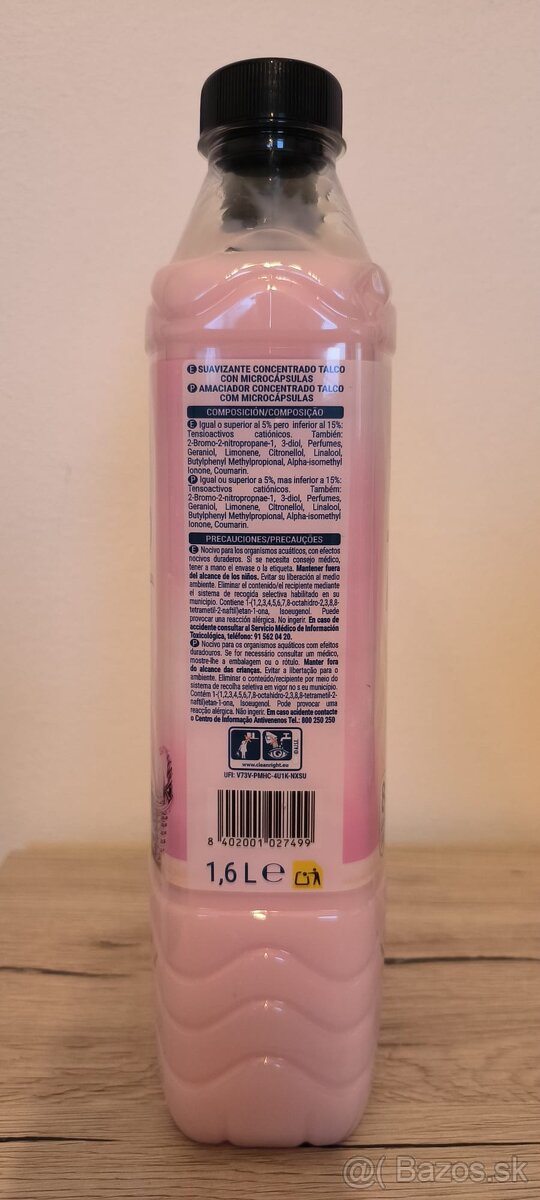 E SUAVIZANTE CONCENTRADO TALCO
CON MICROCÁPSULAS
P AMACIADOR CONCENTRADO TALCO
COM MICROCÁPSULAS
COMPOSICIÓN/COMPOSIÇÃO
E Igual o superior al 5% pero inferior al 15%:
Tensioactivos catiónicos. También:
2-Bromo-2-nitropropane-1, 3-diol, Perfumes,
Geraniol, Limonene, Citronellol, Linalool,
Butylphenyl Methylpropional, Alpha-isomethyl
Ionone, Coumarin.
P Igual ou superior a 5%, mas inferior a 15%:
Tensoactivos catiónicos. Também:
2-Bromo-2-nitropropnae-1, 3-diol, Perfumes,
Geraniol, Limonene, Citronellol, Linalool,
Butylphenyl Methylpropional, Alpha-isomethyl
Ionone, Coumarin.
PRECAUCIONES/PRECAUÇÕES
E Nocivo para los organismos acuáticos, con efectos
nocivos duraderos. Si se necesita consejo médico,
tener a mano el envase o la etiqueta. Mantener fuera
del alcance de los niños. Evitar su liberación al medio
ambiente. Eliminar el contenido/el recipiente mediante
el sistema de recogida selectiva habilitado en su
municipio. Contiene 1-(1,2,3,4,5,6,7,8-octahidro-2,3,8,8-
tetrametil-2-naftil)etan-1-ona, Isoeugenol. Puede
provocar una reacción alérgica. No ingerir. En caso de
accidente consultar al Servicio Médico de Información
Toxicológica, teléfono: 91 562 04 20.
P Nocivo para os organismos aquáticos com efeitos
duradouros. Se for necessário consultar um médico,
mostre-lhe a embalagem ou o rótulo. Manter fora
do alcance das crianças. Evitar a libertação para o
ambiente. Eliminar o conteúdo/recipiente por meio do
sistema de recolha seletiva em vigor no s eu município.
Contém 1-(1,2,3,4,5,6,7,8-octahidro-2,3,8,8-tetrametil-2-
naftil)etan-1-ona, Isoeugenol. Pode provocar uma
reacção alérgica. Não ingerir. Em caso acidente contacte
o Centro de Informação Antivenenos Tel.: 800 250 250
www.cleanright.eu
UFI: V73V-PMHC-4U1K-NXSU
8 402001 027499
1,6 L ℮
@( Bazos.sk